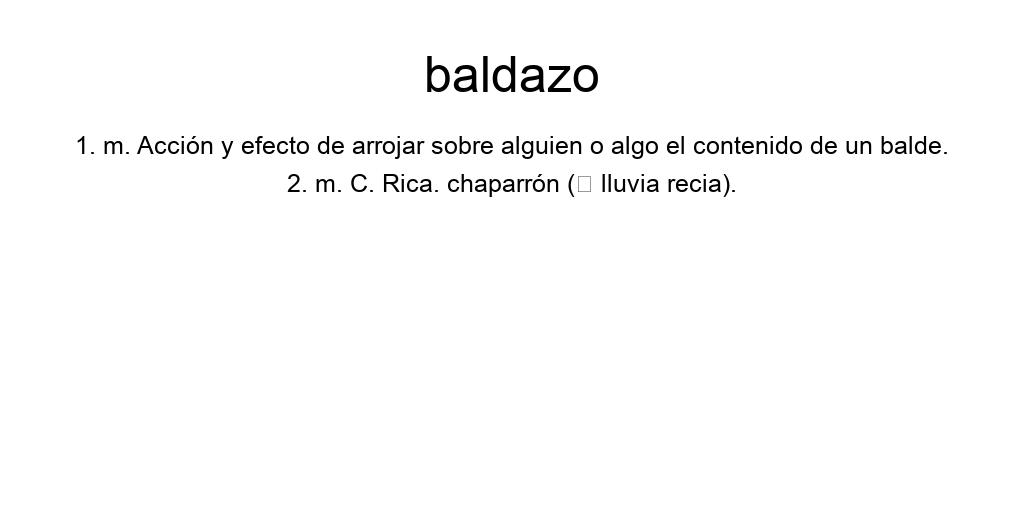 baldazo
1. m. Acción y efecto de arrojar sobre alguien o algo el contenido de un balde.
2. m. C. Rica. chaparrón (□ lluvia recia).